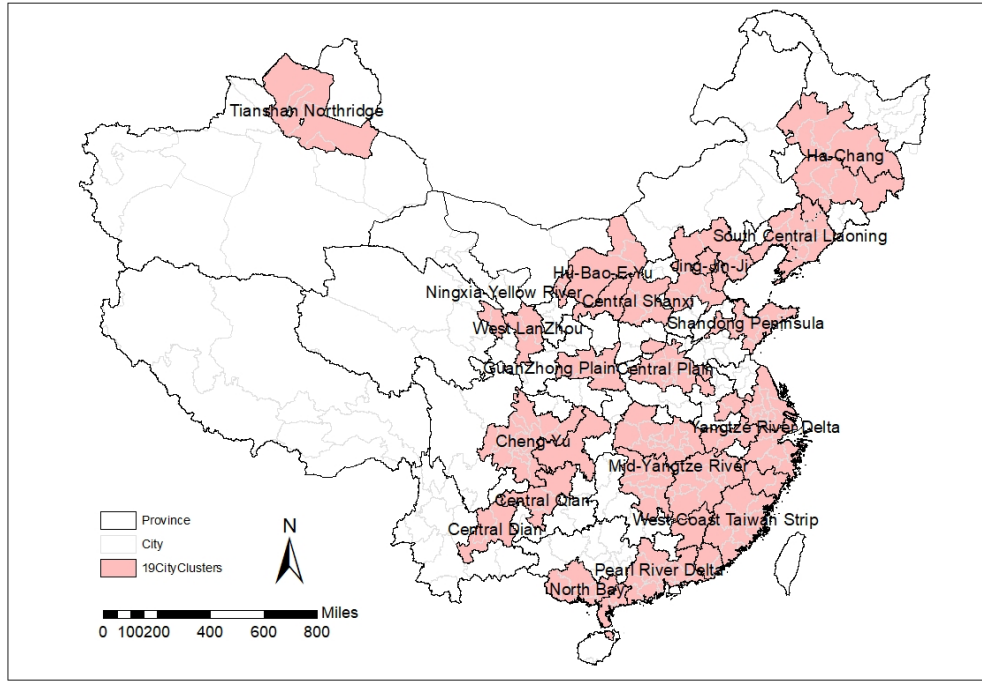 Tianshan Northridge
Ha-Chang
South Central Liaoning
Hu-Bao-E-Yu
Jing-Jin-Ji
Ningxia-Yellow River
Central Shanxi
West LanZhou
Shandong Peninsula
GuanZhong Plain
Central Plain
Yangtze River Delta
Cheng-Yu
Mid-Yangtze River
Central Qian
West-Coast Taiwan Strip
Central Dian
Pearl River Delta
North Bay
Province
City
19CityClusters
N
Miles
0 100200 400 600 800